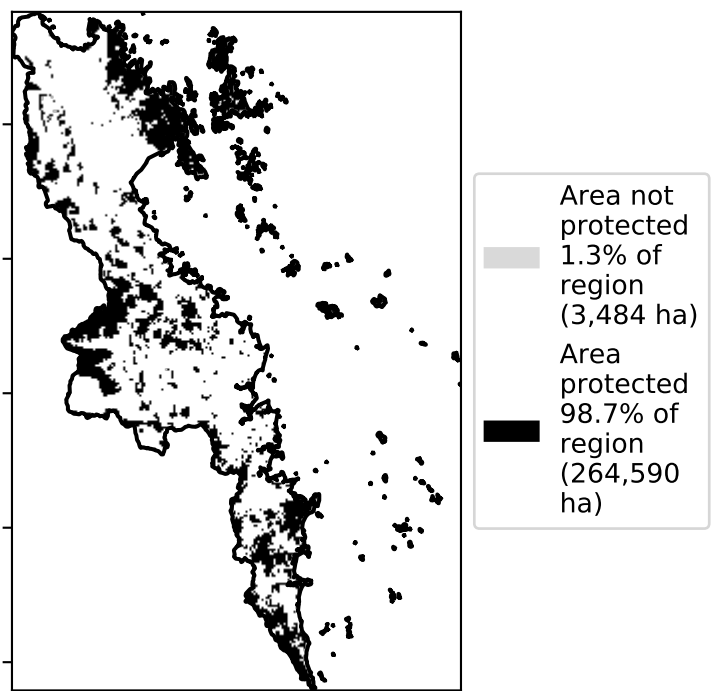 Area not
protected
1.3% of
region
(3,484 ha)
Area
protected
98.7% of
region
(264,590
ha)